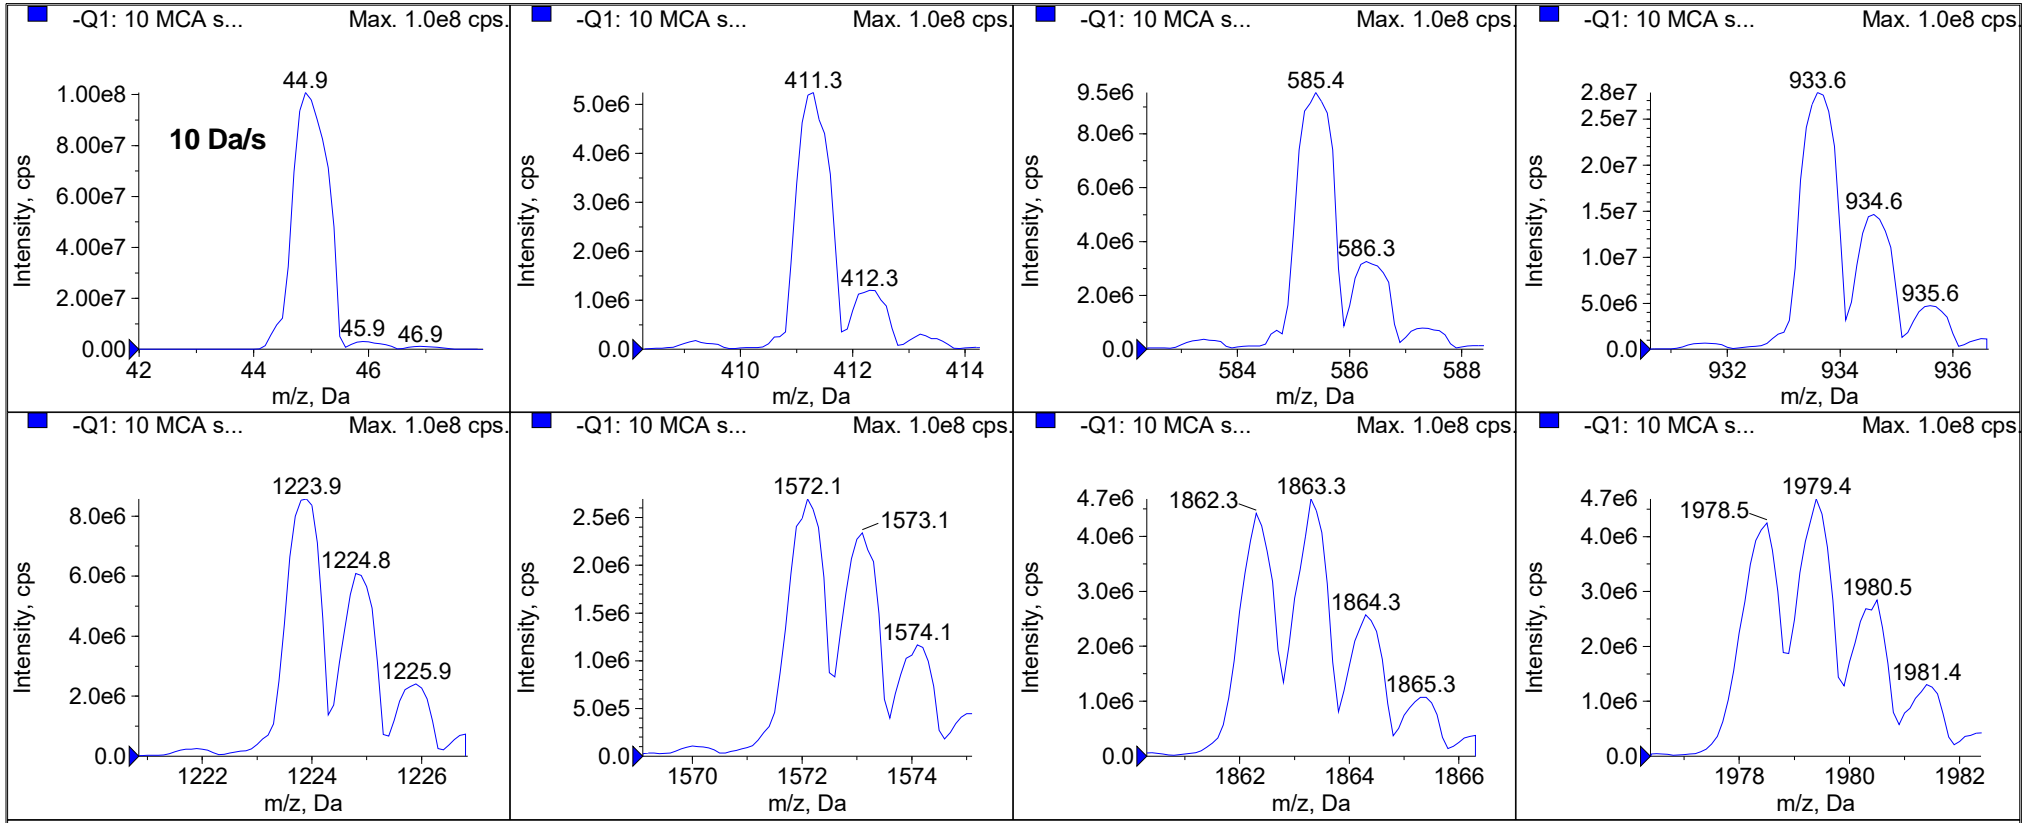 -Q1: 10 MCA s... Max. 1.0e8 cps.
44.9
1.00e8
8.00e7
6.00e7
4.00e7
2.00e7
0.00
10 Da/s
45.9
46.9
Intensity, cps
42 44 46
m/z, Da
-Q1: 10 MCA s... Max. 1.0e8 cps.
411.3
5.0e6
4.0e6
3.0e6
2.0e6
1.0e6
0.0
412.3
Intensity, cps
410 412 414
m/z, Da
-Q1: 10 MCA s... Max. 1.0e8 cps.
585.4
9.5e6
8.0e6
6.0e6
4.0e6
2.0e6
0.0
586.3
Intensity, cps
584 586 588
m/z, Da
-Q1: 10 MCA s... Max. 1.0e8 cps.
933.6
2.8e7
2.5e7
2.0e7
1.5e7
1.0e7
5.0e6
0.0
934.6
935.6
Intensity, cps
932 934 936
m/z, Da
-Q1: 10 MCA s... Max. 1.0e8 cps.
1223.9
8.0e6
6.0e6
4.0e6
2.0e6
0.0
1224.8
1225.9
Intensity, cps
1222 1224 1226
m/z, Da
-Q1: 10 MCA s... Max. 1.0e8 cps.
1572.1
1573.1
2.5e6
2.0e6
1.5e6
1.0e6
5.0e5
0.0
1574.1
Intensity, cps
1570 1572 1574
m/z, Da
-Q1: 10 MCA s... Max. 1.0e8 cps.
1863.3
1862.3
4.7e6
4.0e6
3.0e6
2.0e6
1.0e6
0.0
1864.3
1865.3
Intensity, cps
1862 1864 1866
m/z, Da
-Q1: 10 MCA s... Max. 1.0e8 cps.
1979.4
1978.5
4.7e6
4.0e6
3.0e6
2.0e6
1.0e6
0.0
1980.5
1981.4
Intensity, cps
1978 1980 1982
m/z, Da